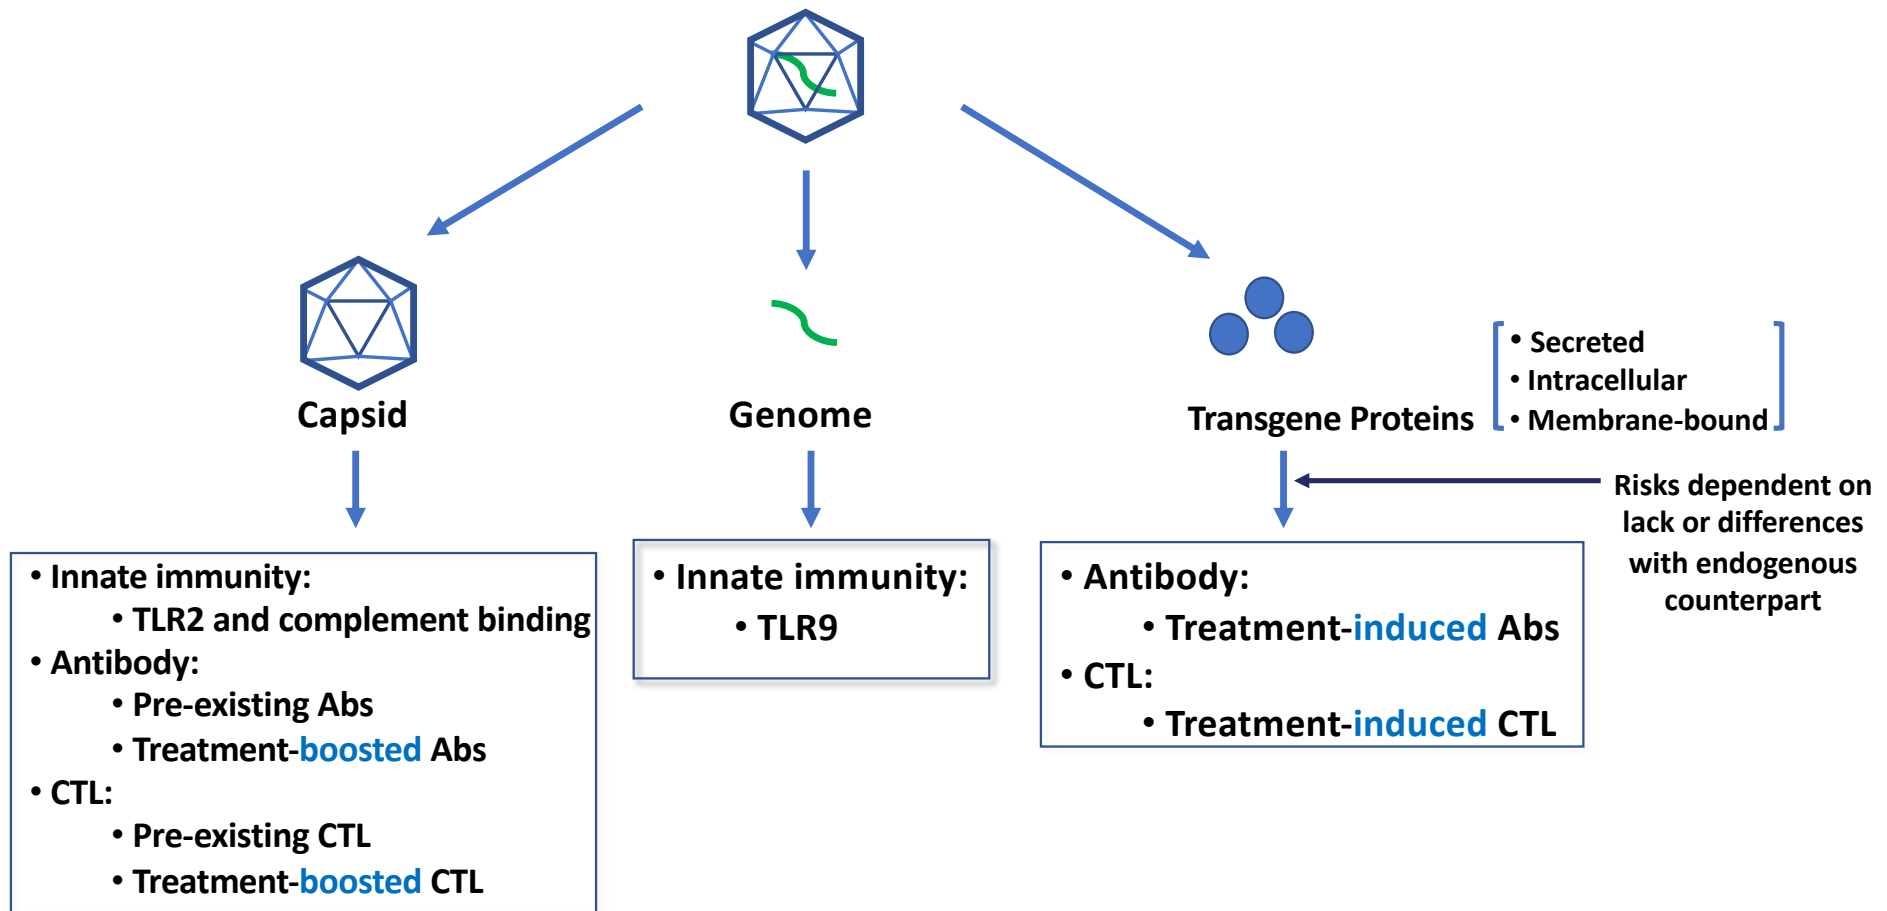 Capsid
Genome
Transgene Proteins
• Secreted
• Intracellular
• Membrane-bound
Risks dependent on
lack or differences
with endogenous
counterpart
• Innate immunity:
• TLR2 and complement binding
• Antibody:
• Pre-existing Abs
• Treatment-boosted Abs
• CTL:
• Pre-existing CTL
• Treatment-boosted CTL
• Innate immunity:
• TLR9
• Antibody:
• Treatment-induced Abs
• CTL:
• Treatment-induced CTL